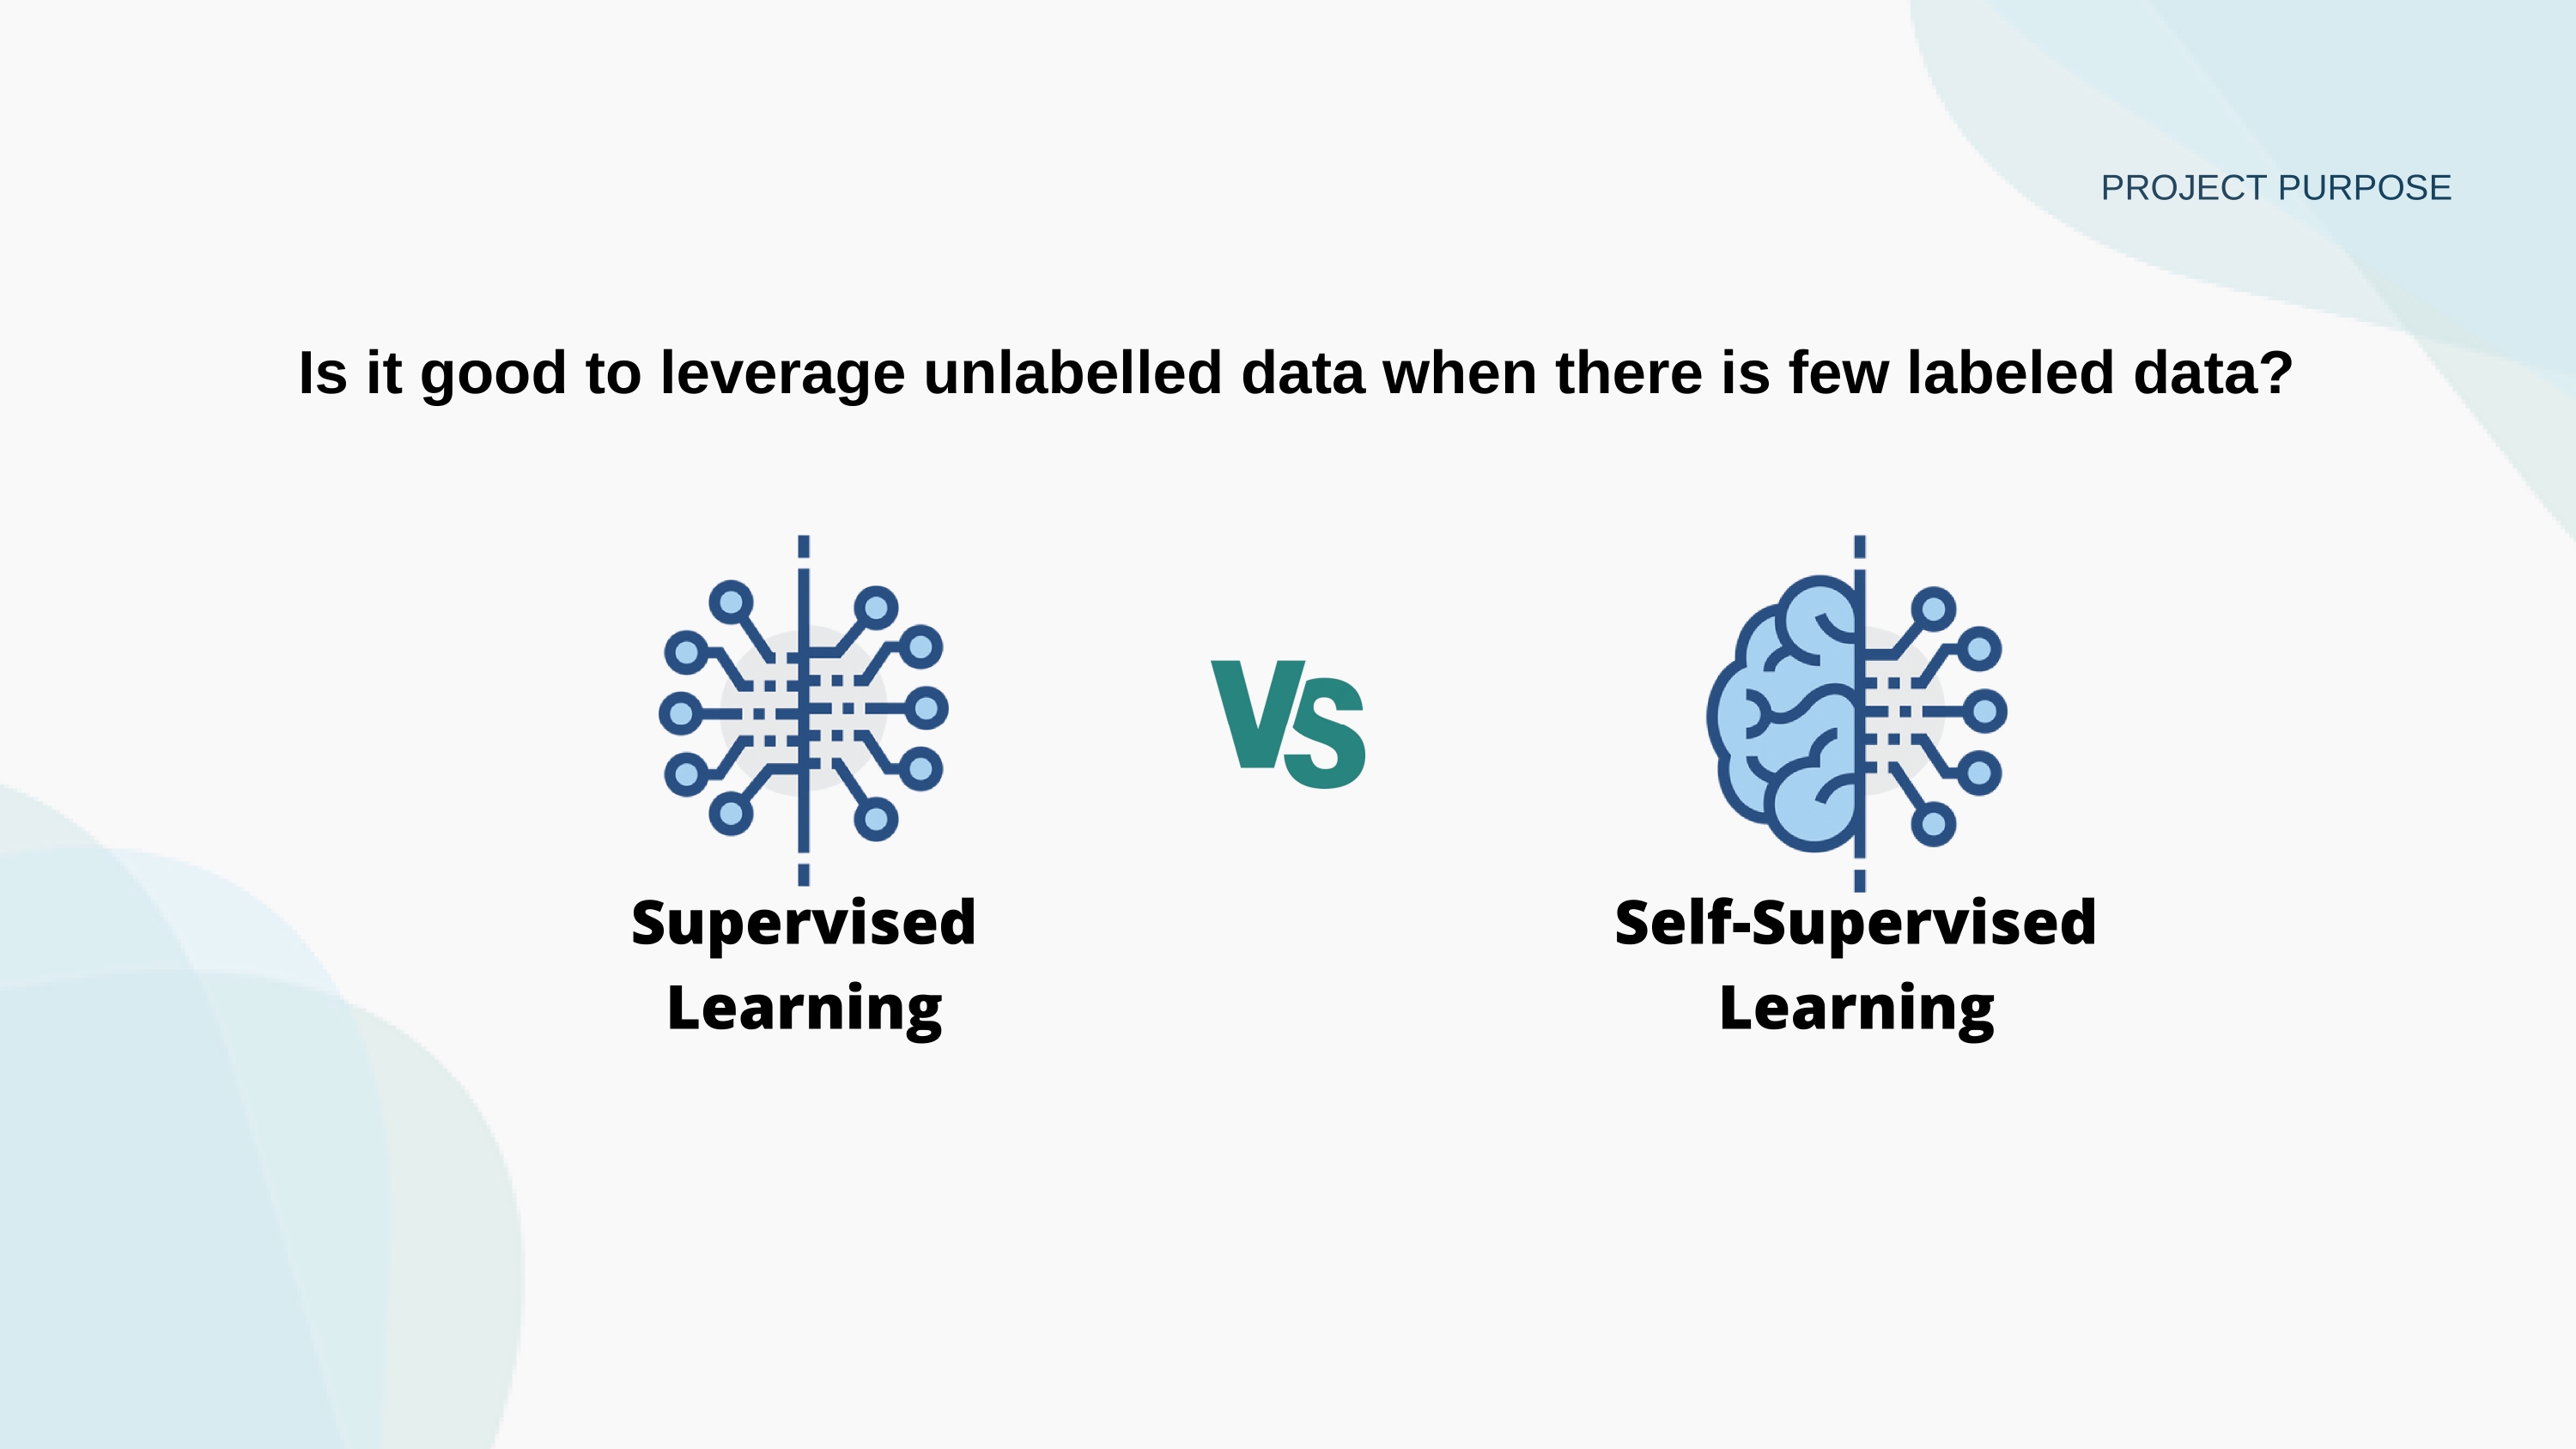 PROJECT PURPOSE
Is it good to leverage unlabelled data when there is few labeled data?
VS
Supervised
Learning
Self-Supervised
Learning